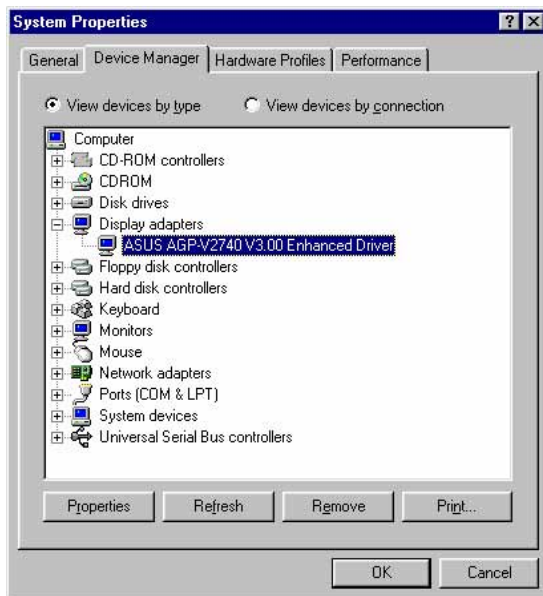 System Properties
General Device Manager Hardware Profiles Performance
View devices by type View devices by connection
Computer
CD-ROM controllers
CDROM
Disk drives
Display adapters
ASUS AGP-V2740 V3.00 Enhanced Driver
Floppy disk controllers
Hard disk controllers
Keyboard
Monitors
Mouse
Network adapters
Ports (COM & LPT)
System devices
Universal Serial Bus controllers
Properties Refresh Remove Print...
OK Cancel